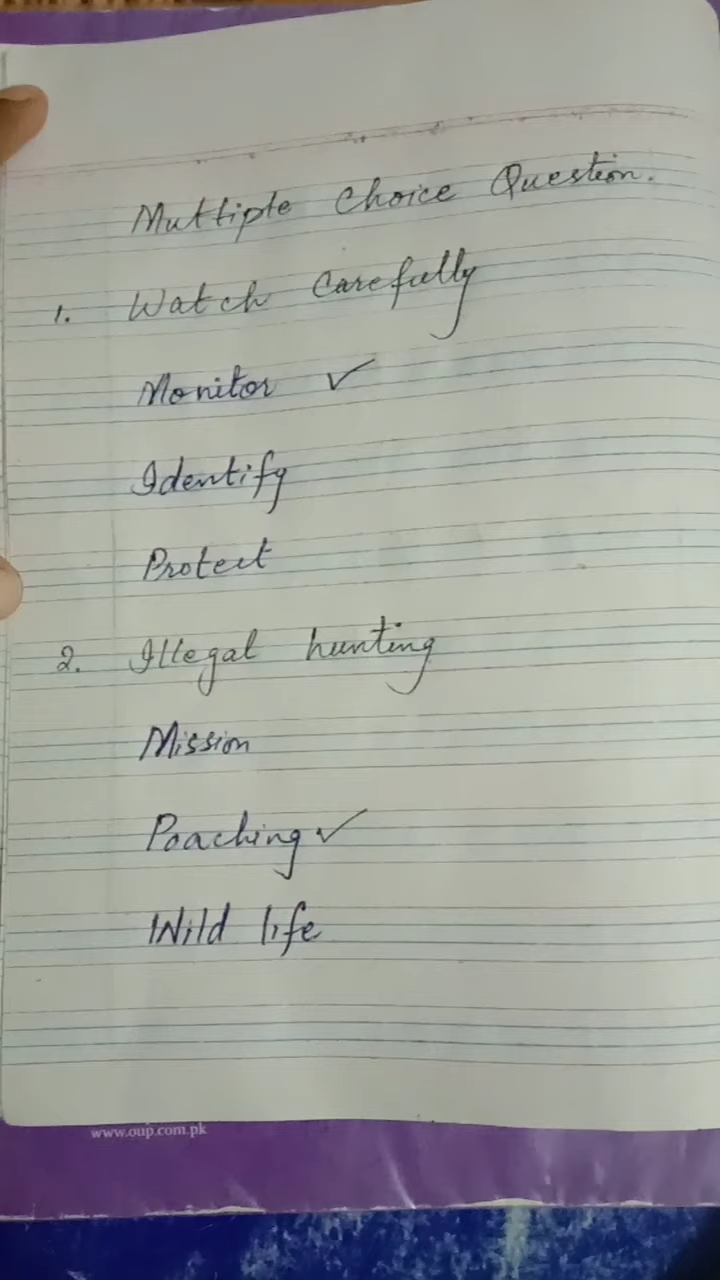 Multiple Choice Question.
1. Watch Carefully
Monitor ✓
Identify
Protect
2. Illegal hunting
Mission
Poaching ✓
Wild life
www.oup.com.pk